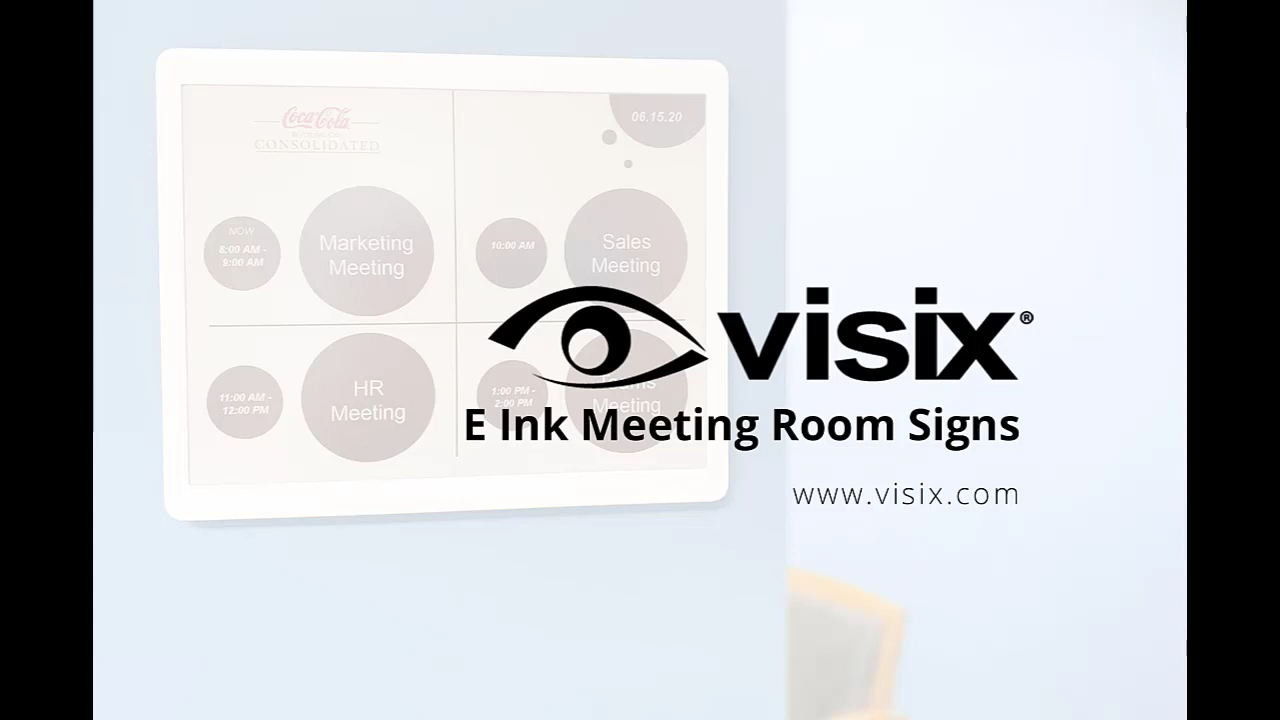 Coca-Cola
CONSOLIDATED
06.15.20
NOW
8:00 AM -
9:00 AM
Marketing
Meeting
10:00 AM
Sales
Meeting
11:00 AM -
12:00 PM
HR
Meeting
1:00 PM -
2:00 PM
Teams
Meeting
visix®
E Ink Meeting Room Signs
www.visix.com